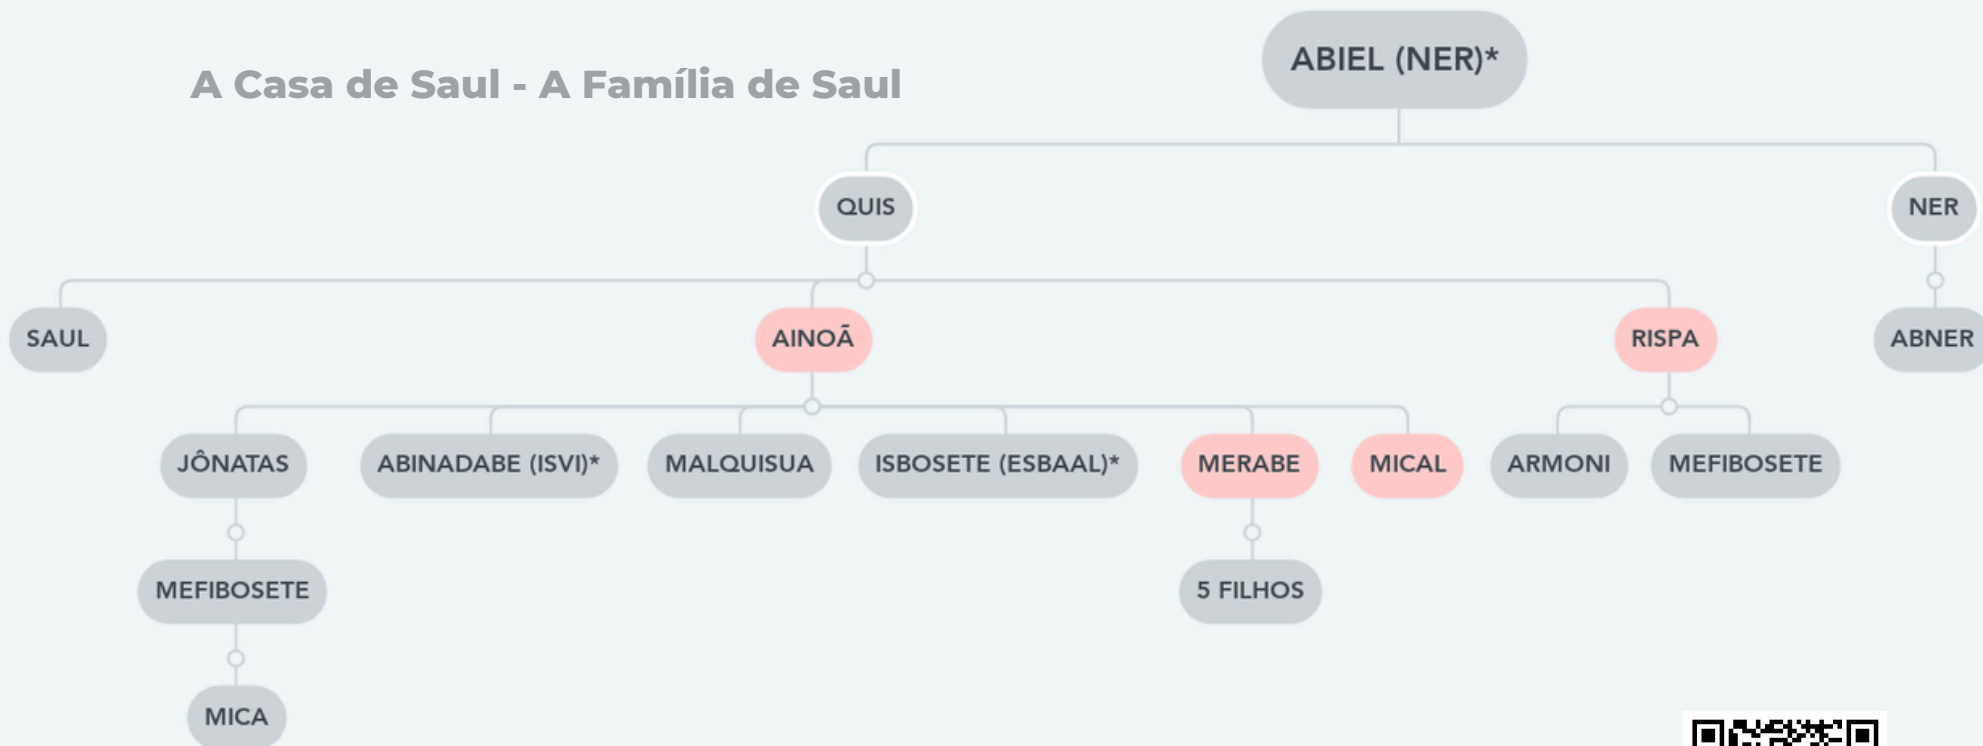 A Casa de Saul - A Família de Saul
ABIEL (NER)*
QUIS
NER
SAUL
AINOÃ
RISPA
ABNER
JÔNATAS
ABINADABE (ISVI)*
MALQUISUA
ISBOSETE (ESBAAL)*
MERABE
MICAL
ARMONI
MEFIBOSETE
MEFIBOSETE
5 FILHOS
MICA